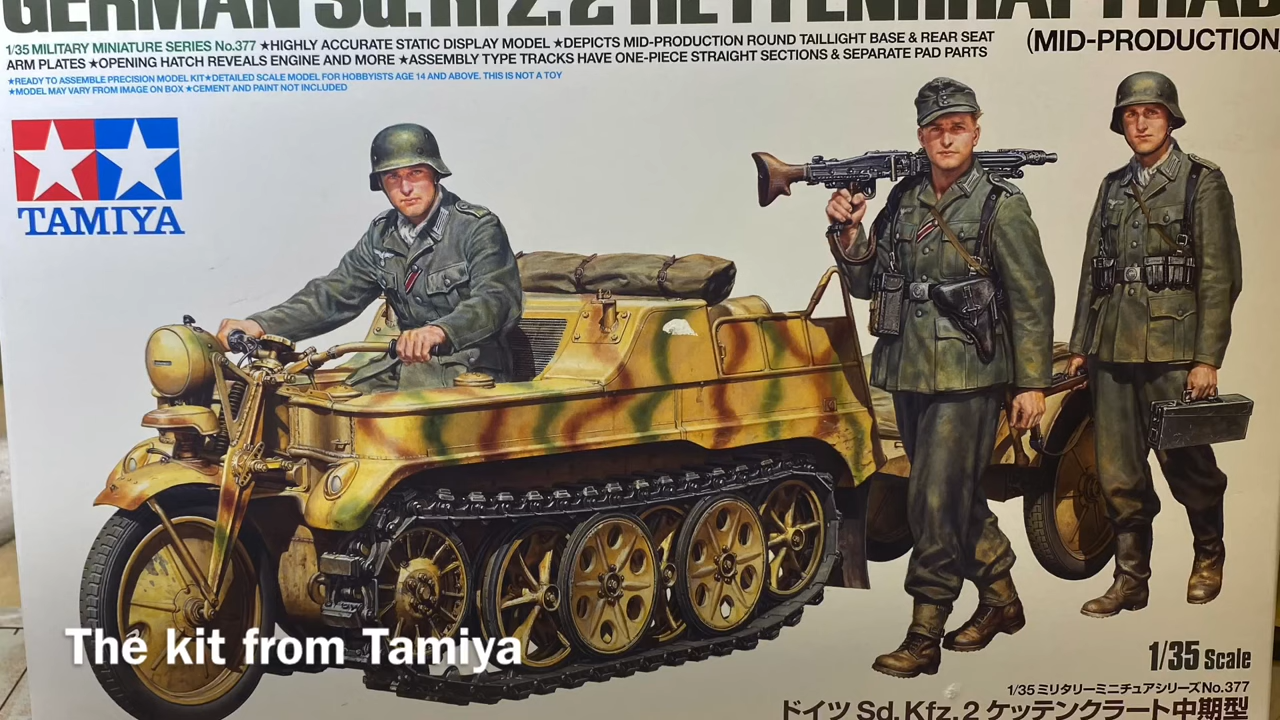 GERMAN Sd.Kfz.2 KETTENKRAFTRAD
(MID-PRODUCTION
1/35 MILITARY MINIATURE SERIES No.377 ★HIGHLY ACCURATE STATIC DISPLAY MODEL ★DEPICTS MID-PRODUCTION ROUND TAILLIGHT BASE & REAR SEAT
ARM PLATES ★OPENING HATCH REVEALS ENGINE AND MORE ★ASSEMBLY TYPE TRACKS HAVE ONE-PIECE STRAIGHT SECTIONS & SEPARATE PAD PARTS
★READY TO ASSEMBLE PRECISION MODEL KIT★DETAILED SCALE MODEL FOR HOBBYISTS AGE 14 AND ABOVE. THIS IS NOT A TOY
★MODEL MAY VARY FROM IMAGE ON BOX ★CEMENT AND PAINT NOT INCLUDED
TAMIYA
The kit from Tamiya
1/35 Scale
1/35 ミリタリーミニチュアシリーズ No.377
ドイツ Sd.Kfz.2 ケッテンクラート中期型